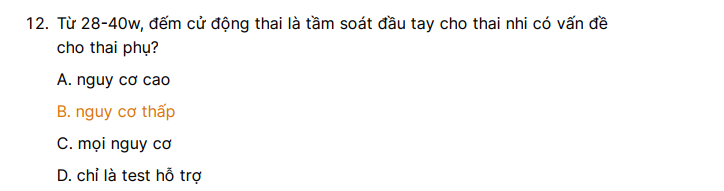 12. Từ 28-40w, đếm cử động thai là tầm soát đầu tay cho thai nhi có vấn đề
cho thai phụ?
A. nguy cơ cao
B. nguy cơ thấp
C. mọi nguy cơ
D. chỉ là test hỗ trợ